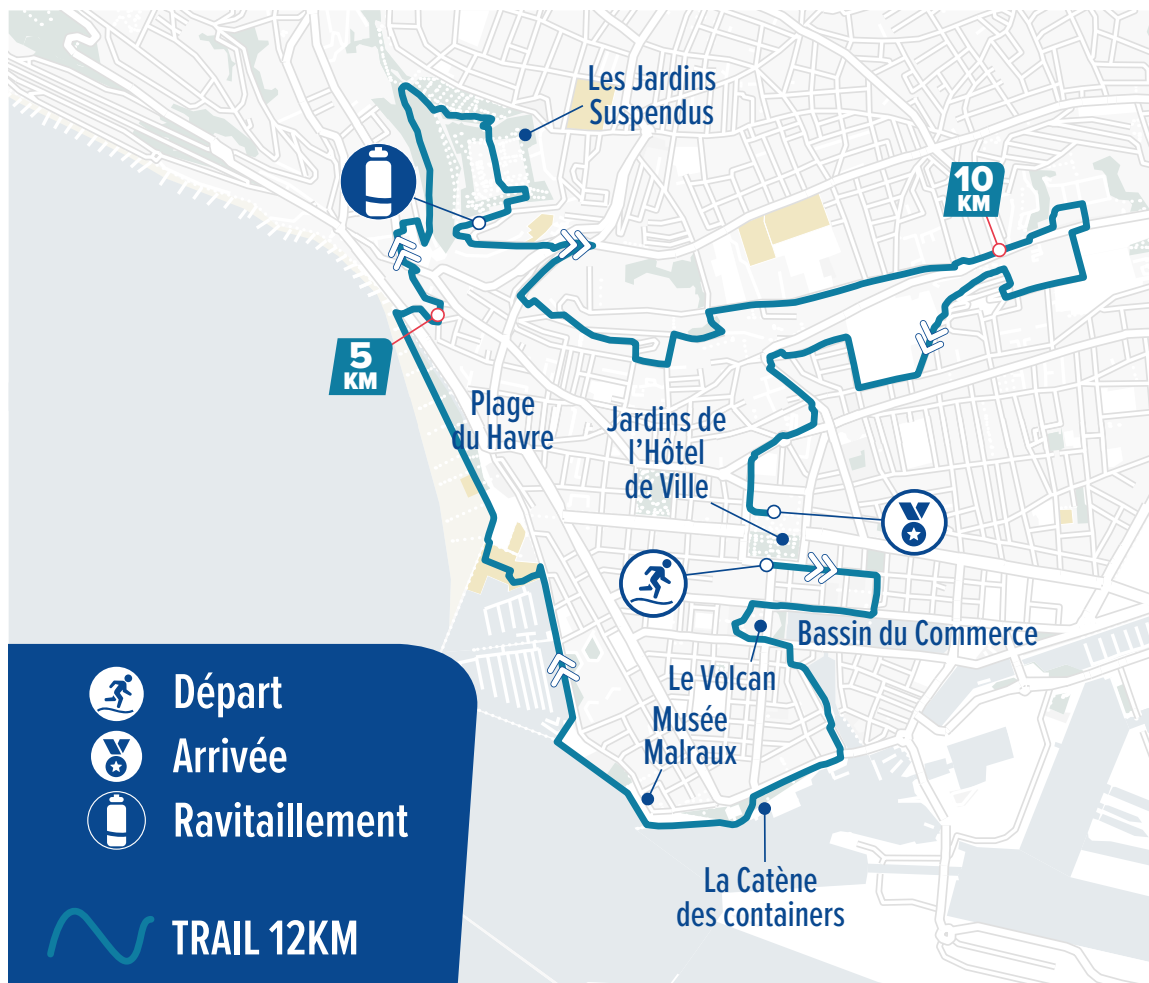 Les Jardins
Suspendus
10
KM
5
KM
Plage
du Havre
Jardins de
l'Hôtel
de Ville
Bassin du Commerce
Le Volcan
Musée
Malraux
La Catène
des containers
Départ
Arrivée
Ravitaillement
TRAIL 12KM